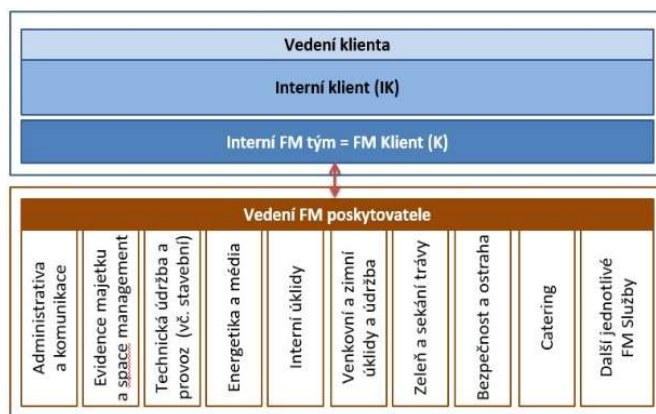 Vedení klienta
Interní klient (IK)
Interní FM tým = FM Klient (K)
Vedení FM poskytovatele
Administrativa
a komunikace
Evidence majetku
a space management
Technická údržba a
provoz (vč. stavební)
Energetika a média
Interní úklidy
Venkovní a zimní
úklidy a údržba
Zeleň a sekání trávy
Bezpečnost a ostraha
Catering
Další jednotlivé
FM Služby